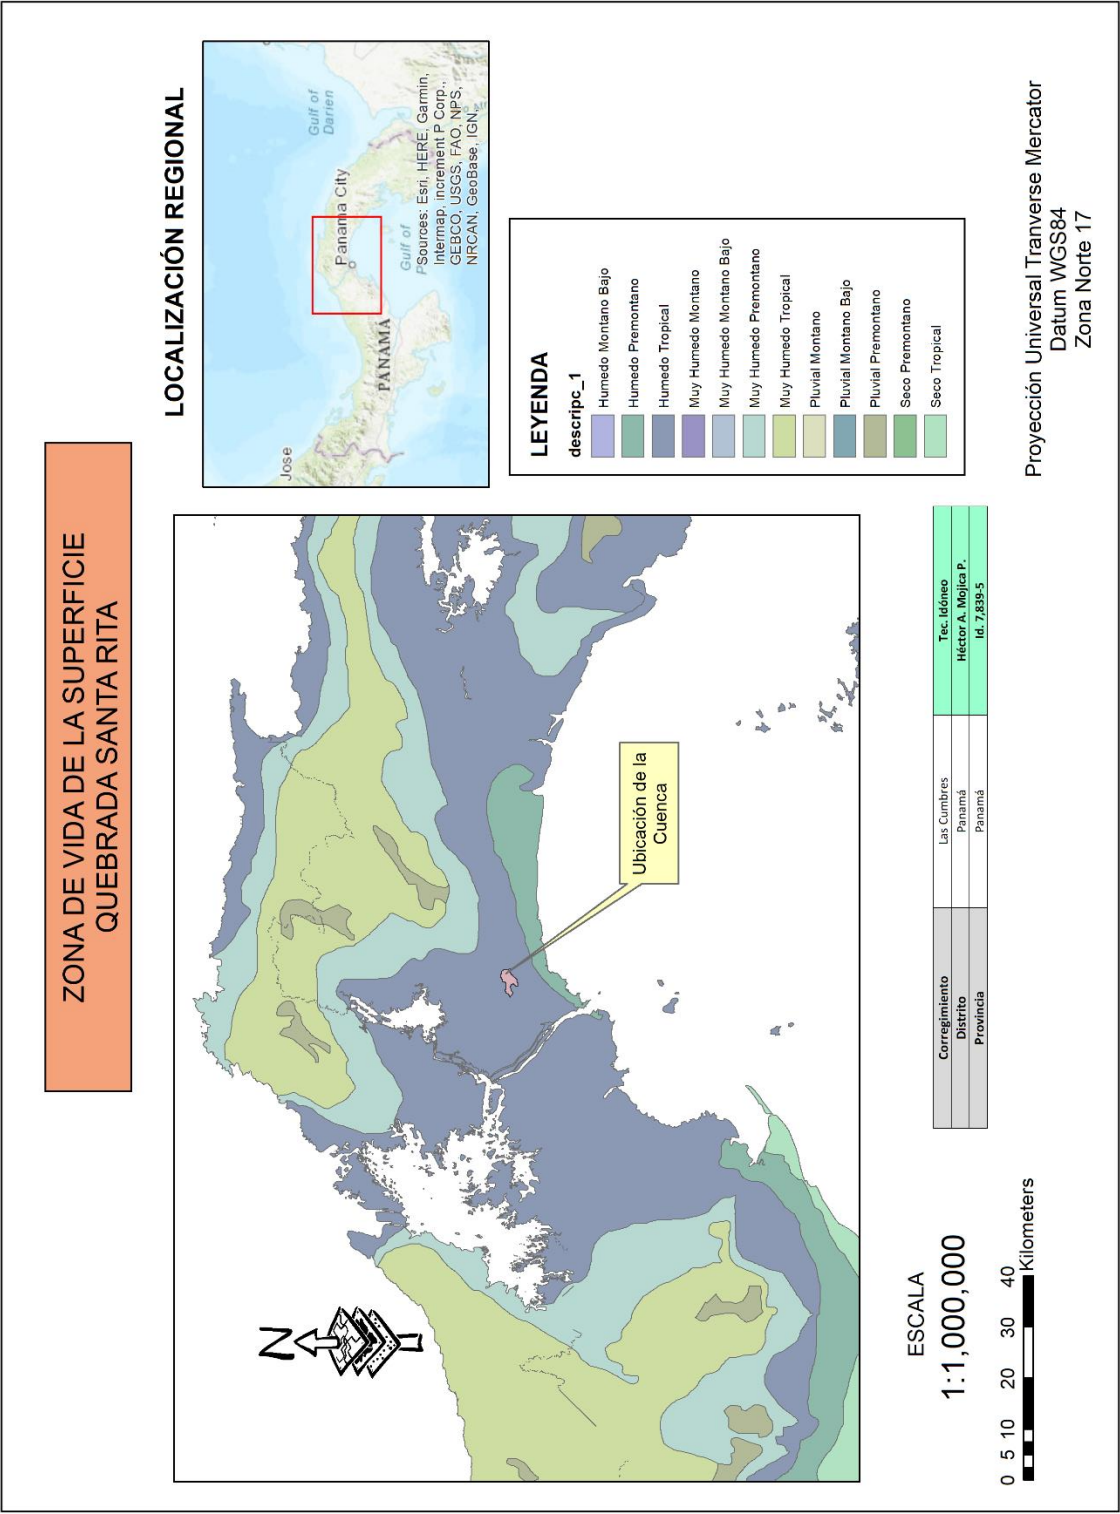 ZONA DE VIDA DE LA SUPERFICIE
QUEBRADA SANTA RITA
LOCALIZACIÓN REGIONAL
Jose
PANAMÁ
Panama City
Gulf of
Darien
Gulf of
P
Sources: Esri, HERE, Garmin,
Intermap, increment P Corp.,
GEBCO, USGS, FAO, NPS,
NRCAN, GeoBase, IGN,
Ubicación de la
Cuenca
N
LEYENDA
descripc_1
Humedo Montano Bajo
Humedo Premontano
Humedo Tropical
Muy Humedo Montano
Muy Humedo Montano Bajo
Muy Humedo Premontano
Muy Humedo Tropical
Pluvial Montano
Pluvial Montano Bajo
Pluvial Premontano
Seco Premontano
Seco Tropical
ESCALA
1:1,000,000
0 5 10 20 30 40
Kilometers
Corregimiento Las Cumbres Tec. Idóneo
Distrito Panamá Héctor A. Mojica P.
Provincia Panamá Id. 7,839-5
Proyección Universal Tranverse Mercator
Datum WGS84
Zona Norte 17